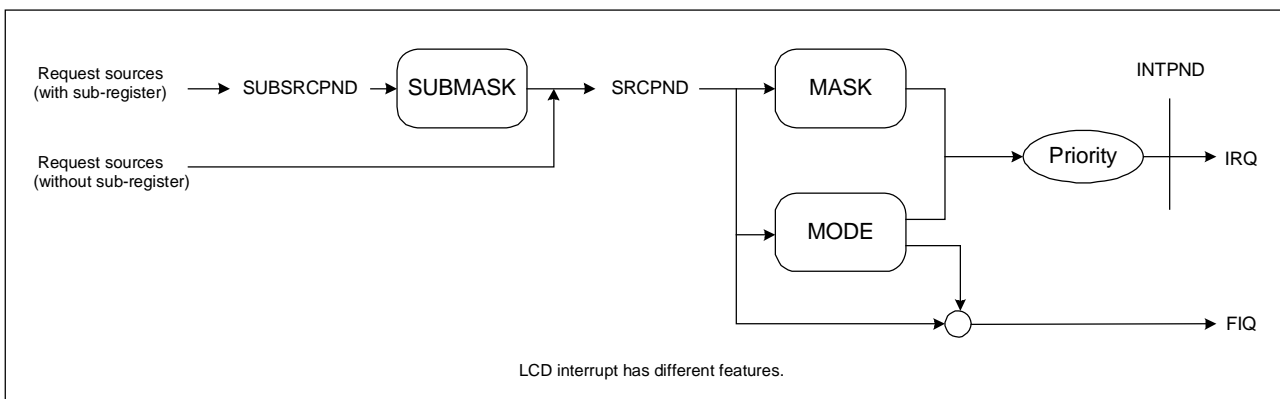 Request sources
(with sub-register)
SUBSRCPND
SUBMASK
SRCPND
MASK
INTPND
Request sources
(without sub-register)
Priority
IRQ
MODE
FIQ
LCD interrupt has different features.